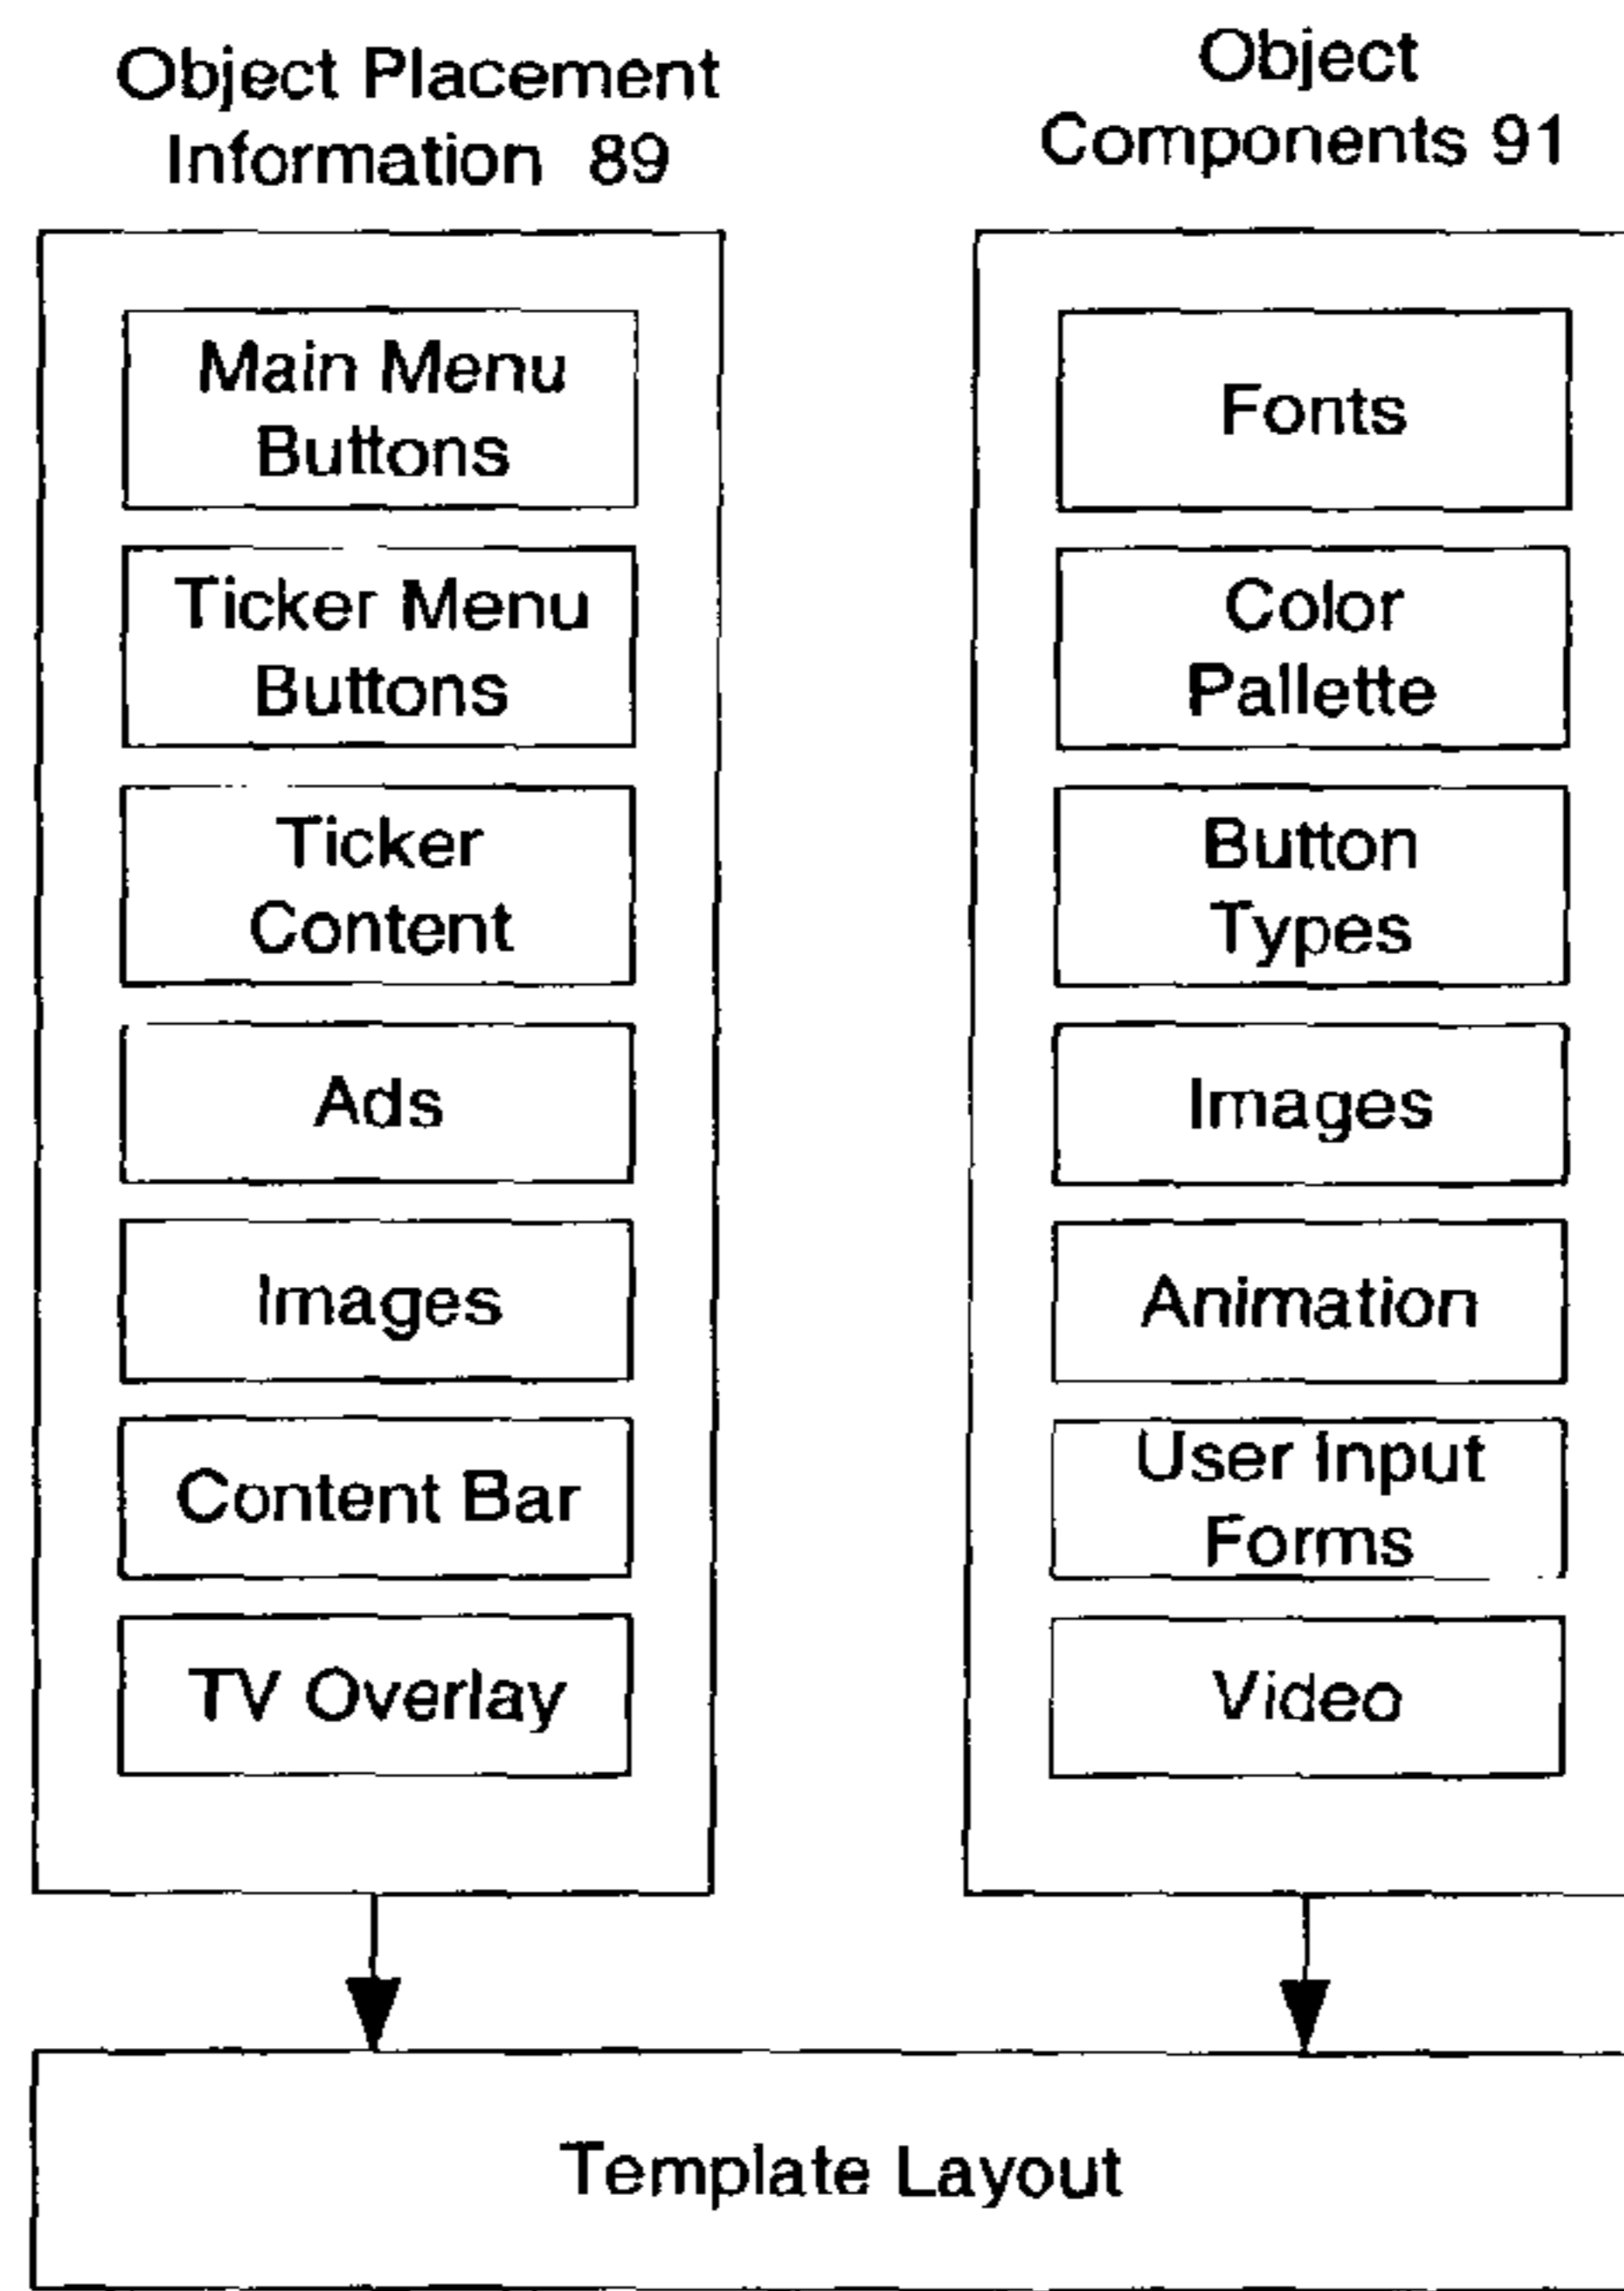 Object Placement
Information 89
Main Menu
Buttons
Ticker Menu
Buttons
Ticker
Content
Ads
Images
Content Bar
TV Overlay
Object
Components 91
Fonts
Color
Pallette
Button
Types
Images
Animation
User Input
Forms
Video
Template Layout